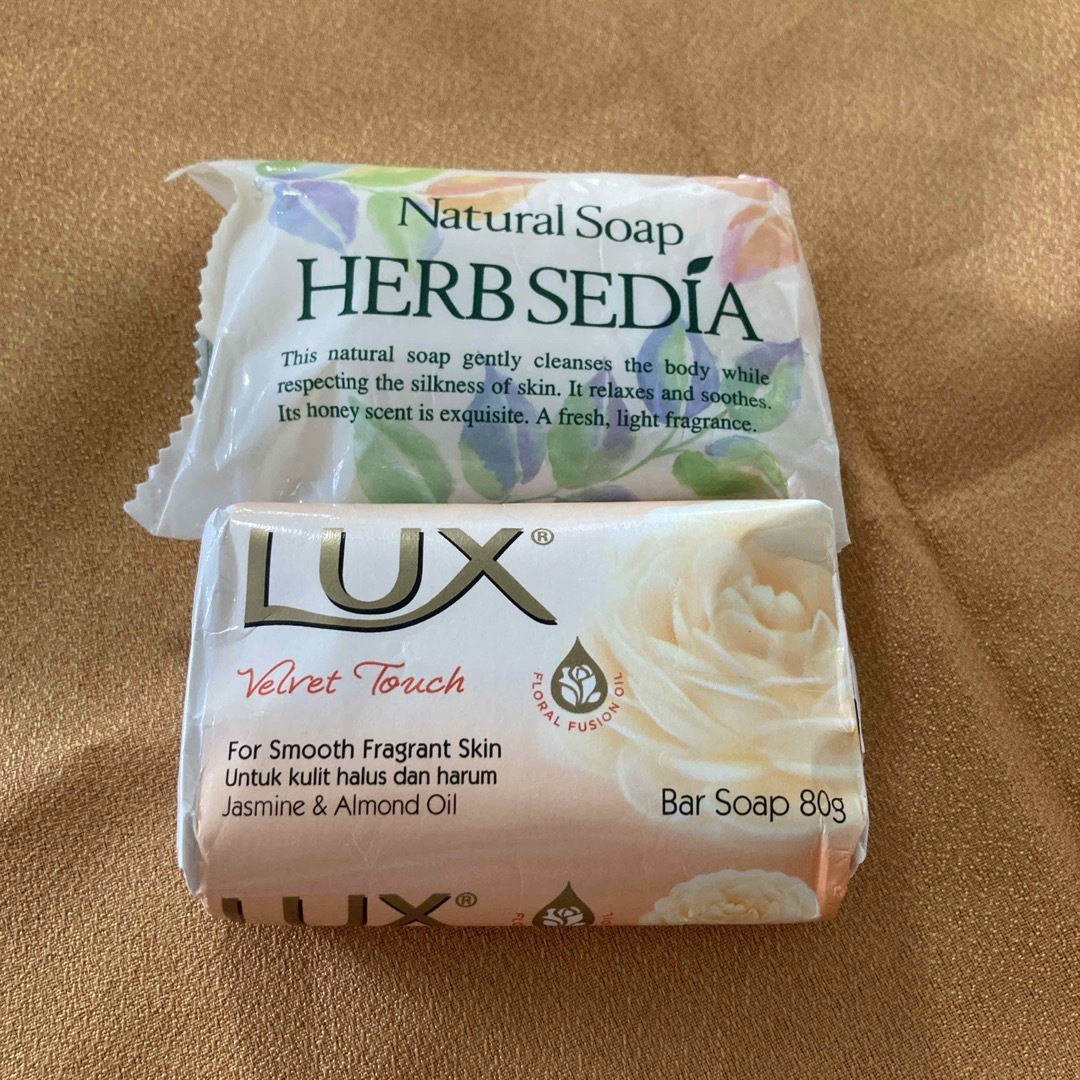 Natural Soap
HERB SEDIA
This natural soap gently cleanses the body while
respecting the silkness of skin. It relaxes and soothes.
Its honey scent is exquisite. A fresh, light fragrance.
LUX®
Velvet Touch
FLORAL FUSION OIL
For Smooth Fragrant Skin
Untuk kulit halus dan harum
Jasmine & Almond Oil
Bar Soap 80g
LUX®